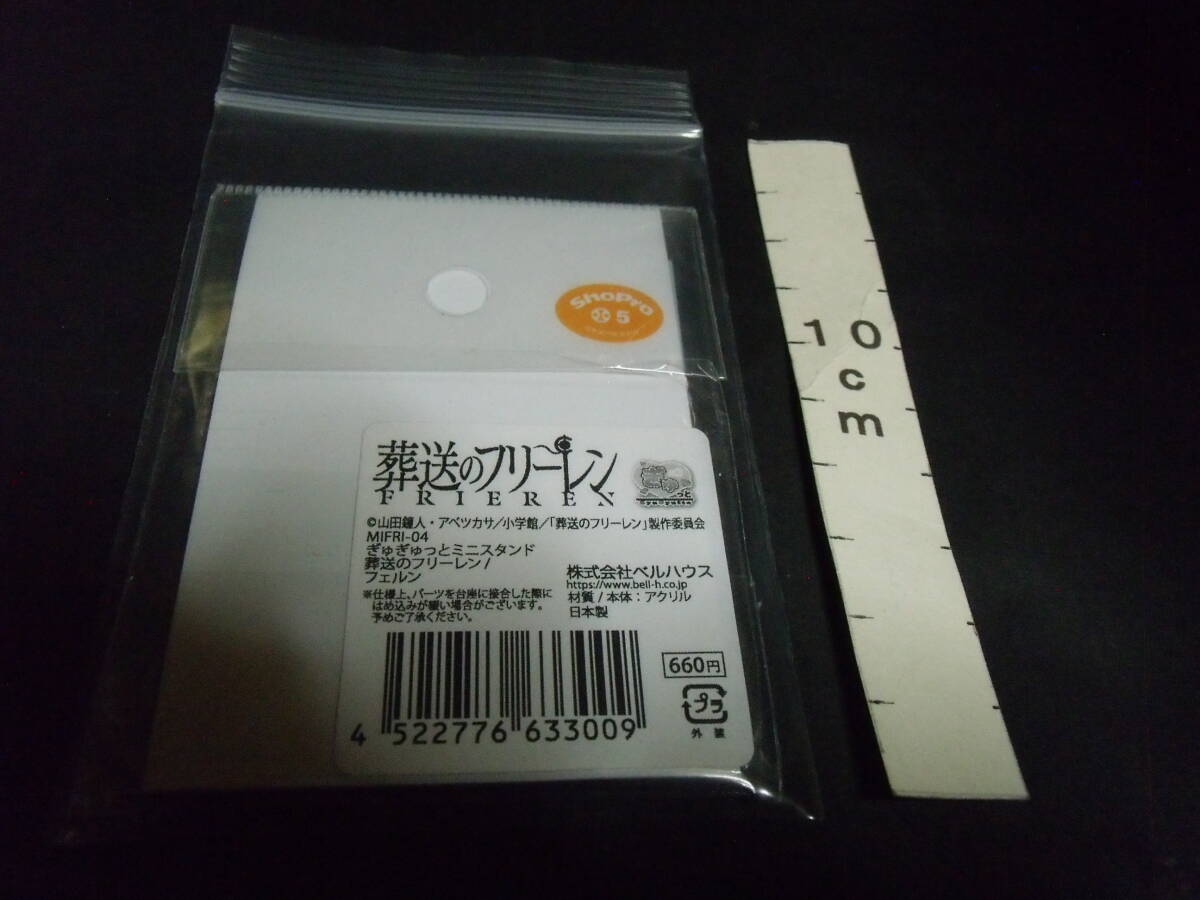 ShoPro
5
葬送のフリーレン
FRIEREN
©山田鐘人・アベツカサ／小学館／「葬送のフリーレン」製作委員会
MIFRI-04
ぎゅぎゅっとミニスタンド
葬送のフリーレン/
フェルン
※仕様上、パーツを台座に接合した際に
はめ込みが緩い場合がございます。
予めご了承ください。
株式会社ベルハウス
https://www.bell-h.co.jp
材質 / 本体：アクリル
日本製
660円
プラ
外装
4 522776 633009
10
cm